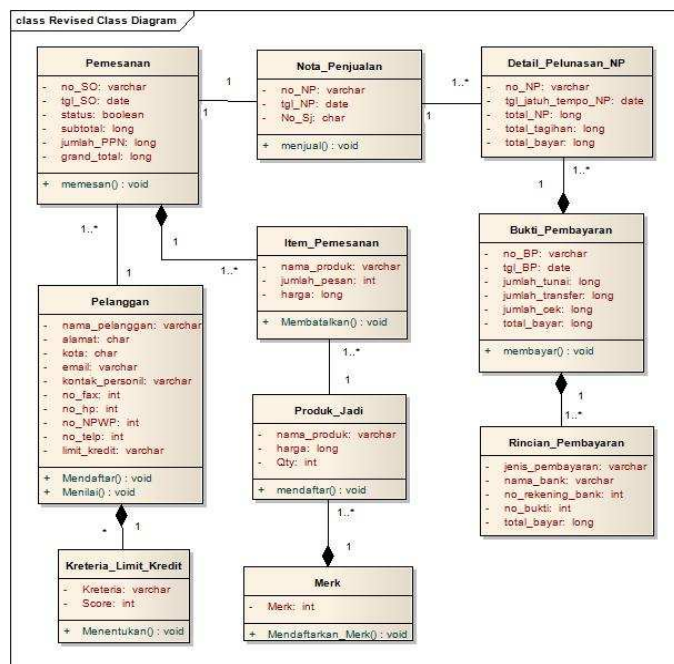 class Revised Class Diagram
Pemesanan
- no_SO: varchar
- tgl_SO: date
- status: boolean
- subtotal: long
- jumlah_PPN: long
- grand_total: long
+ memesan() : void
1
1
Nota_Penjualan
- no_NP: varchar
- tgl_NP: date
- No_Sj: char
+ menjual() : void
1..*
1
Detail_Pelunasan_NP
- no_NP: varchar
- tgl_jatuh_tempo_NP: date
- total_NP: long
- total_tagihan: long
- total_bayar: long
1..*
1
1..*
1
1
1..*
Item_Pemesanan
- nama_produk: varchar
- jumlah_pesan: int
- harga: long
+ Membatalkan() : void
Bukti_Pembayaran
- no_BP: varchar
- tgl_BP: date
- jumlah_tunai: long
- jumlah_transfer: long
- jumlah_cek: long
- total_bayar: long
+ membayar() : void
Pelanggan
- nama_pelanggan: varchar
- alamat: char
- kota: char
- email: varchar
- kontak_personil: varchar
- no_fax: int
- no_hp: int
- no_NPWP: int
- no_telp: int
- limit_kredit: varchar
+ Mendaftar() : void
+ Menilai() : void
1..*
1
Produk_Jadi
- nama_produk: varchar
- harga: long
- Qty: int
+ mendaftar() : void
1
1..*
Rincian_Pembayaran
- jenis_pembayaran: varchar
- nama_bank: varchar
- no_rekening_bank: int
- no_bukti: int
- total_bayar: long
1
*
1..*
1
Kreteria_Limit_Kredit
- Kreteria: varchar
- Score: int
+ Menentukan() : void
Merk
- Merk: int
+ Mendaftarkan_Merk() : void